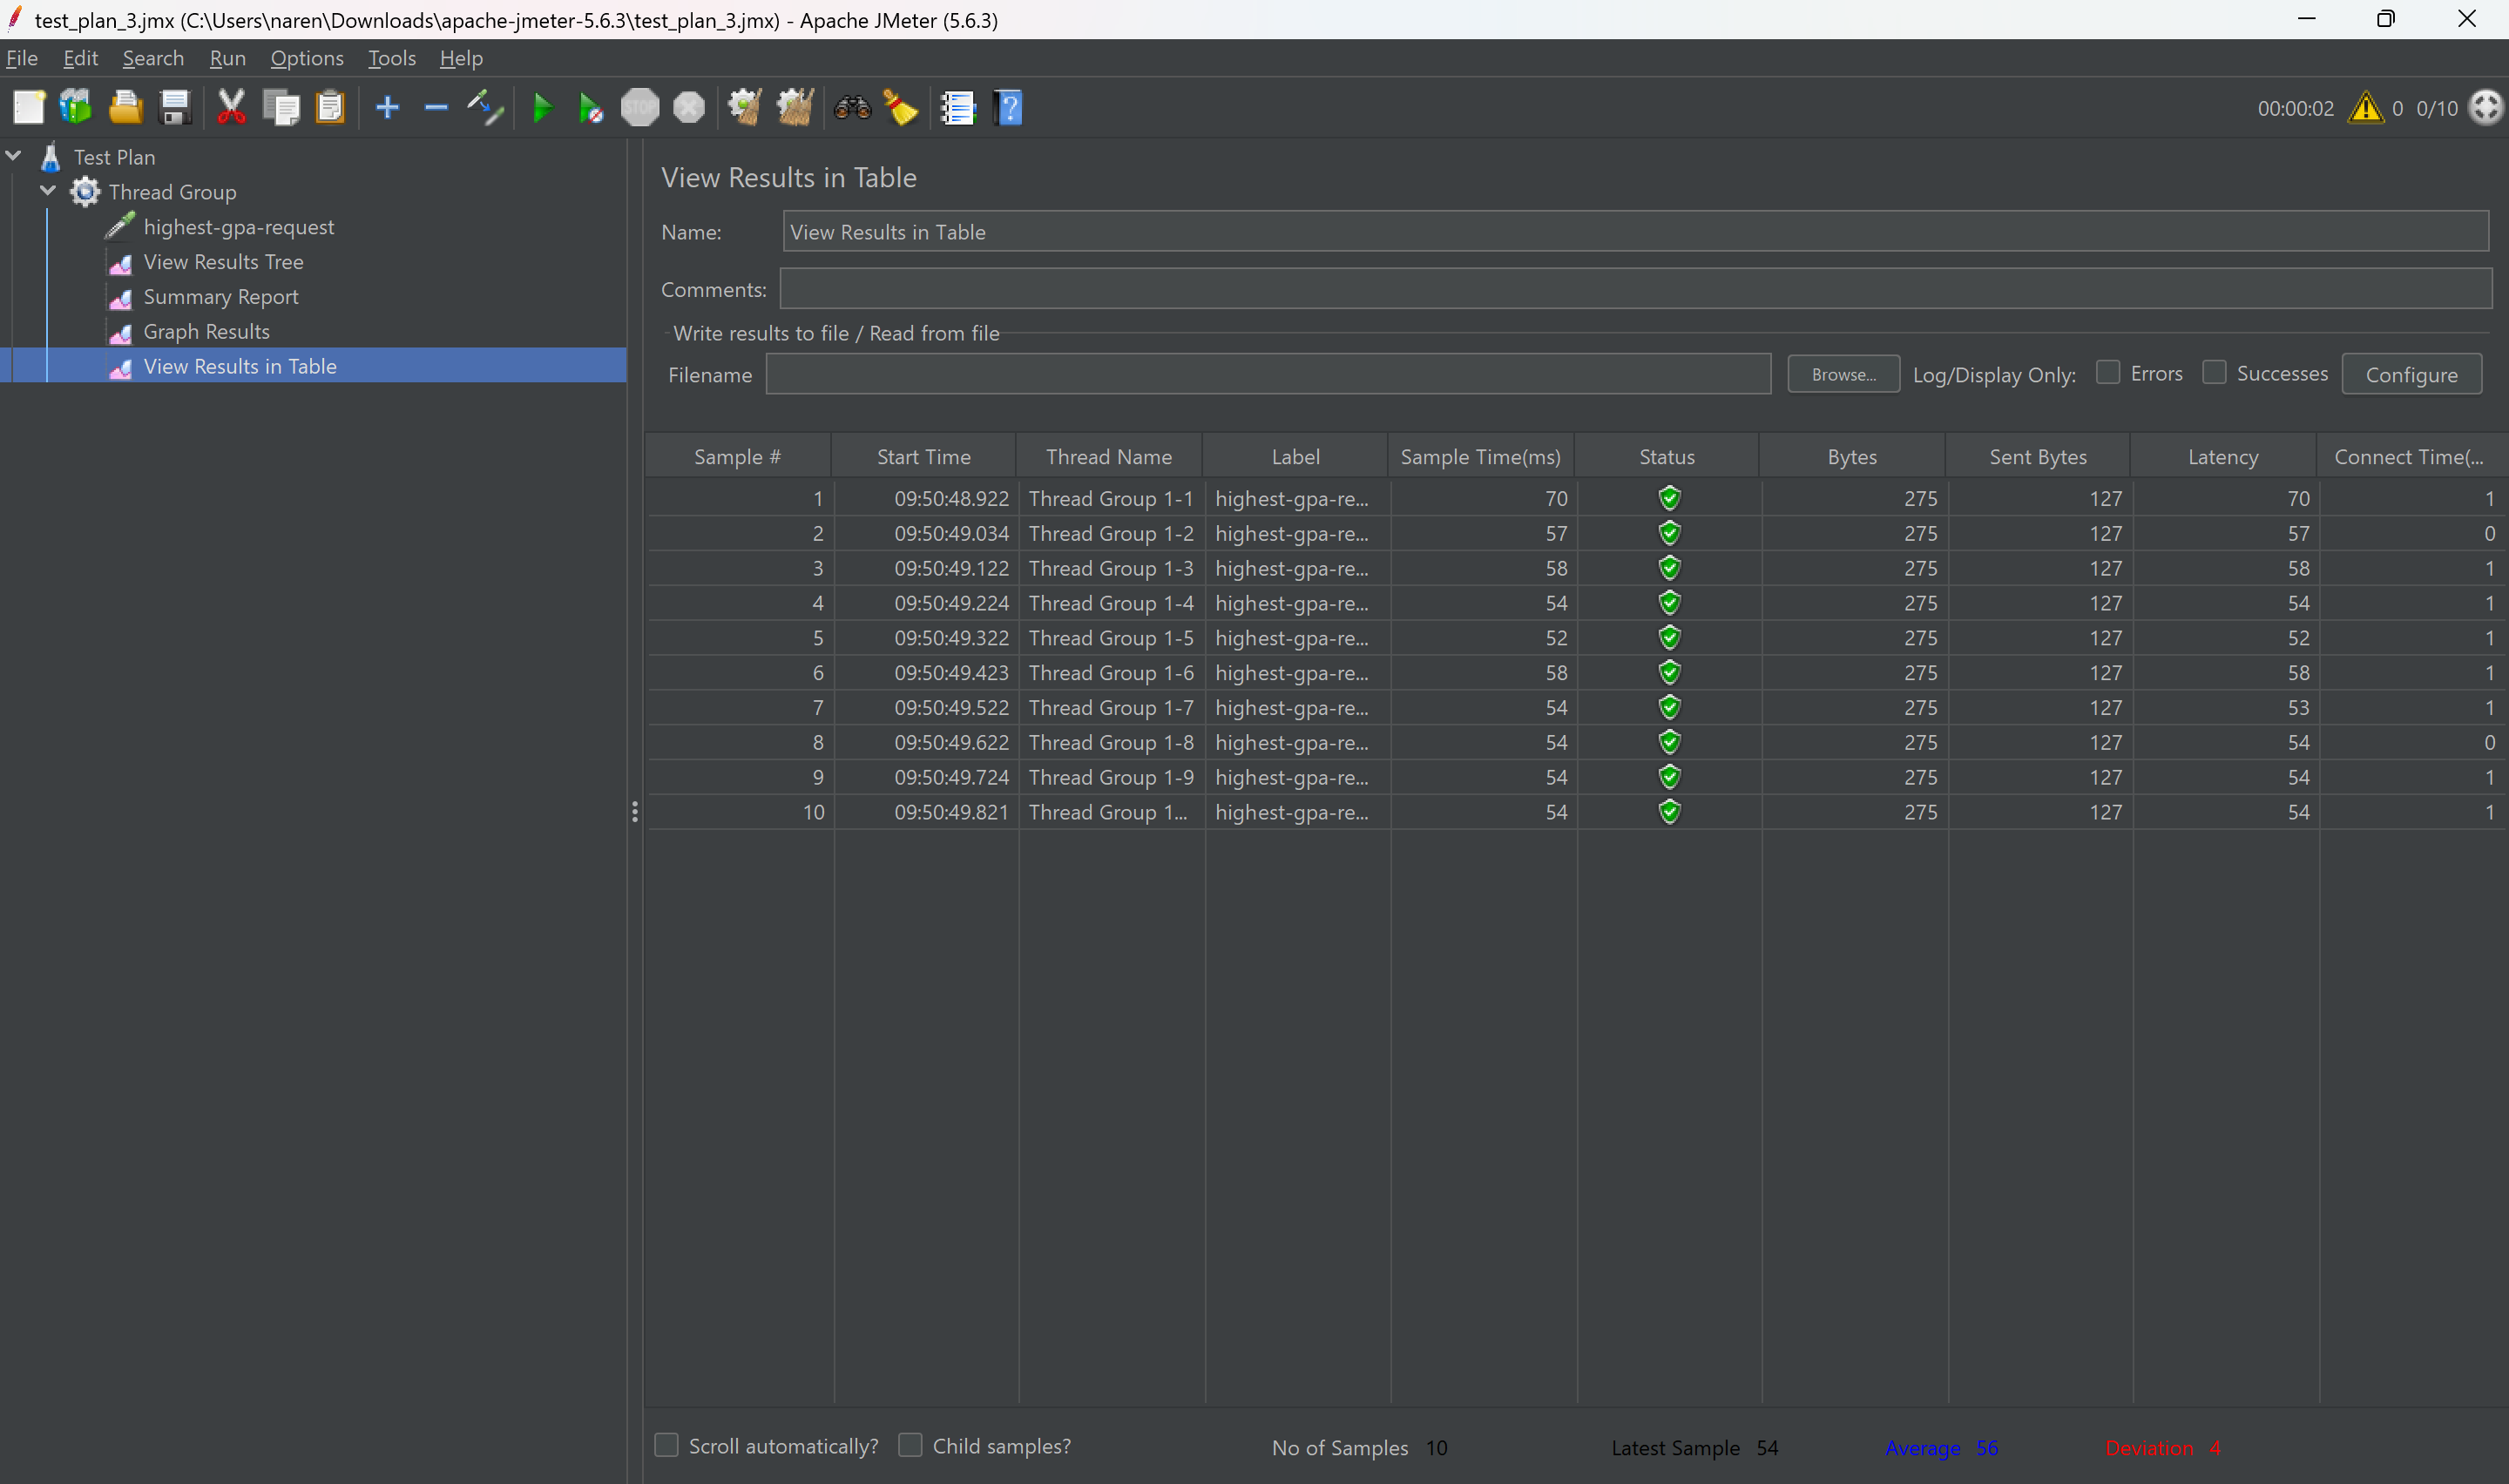 test_plan_3.jmx (C:\Users\naren\Downloads\apache-jmeter-5.6.3\test_plan_3.jmx) - Apache JMeter (5.6.3)
File Edit Search Run Options Tools Help
STOP 00:00:02 0 0/10
Test Plan
Thread Group
highest-gpa-request
View Results Tree
Summary Report
Graph Results
View Results in Table
View Results in Table
Name: View Results in Table
Comments:
Write results to file / Read from file
Filename Browse... Log/Display Only: Errors Successes Configure
Sample # Start Time Thread Name Label Sample Time(ms) Status Bytes Sent Bytes Latency Connect Time(...
1 09:50:48.922 Thread Group 1-1 highest-gpa-re... 70 275 127 70 1
2 09:50:49.034 Thread Group 1-2 highest-gpa-re... 57 275 127 57 0
3 09:50:49.122 Thread Group 1-3 highest-gpa-re... 58 275 127 58 1
4 09:50:49.224 Thread Group 1-4 highest-gpa-re... 54 275 127 54 1
5 09:50:49.322 Thread Group 1-5 highest-gpa-re... 52 275 127 52 1
6 09:50:49.423 Thread Group 1-6 highest-gpa-re... 58 275 127 58 1
7 09:50:49.522 Thread Group 1-7 highest-gpa-re... 54 275 127 53 1
8 09:50:49.622 Thread Group 1-8 highest-gpa-re... 54 275 127 54 0
9 09:50:49.724 Thread Group 1-9 highest-gpa-re... 54 275 127 54 1
10 09:50:49.821 Thread Group 1... highest-gpa-re... 54 275 127 54 1
Scroll automatically? Child samples? No of Samples 10 Latest Sample 54 Average 56 Deviation 4